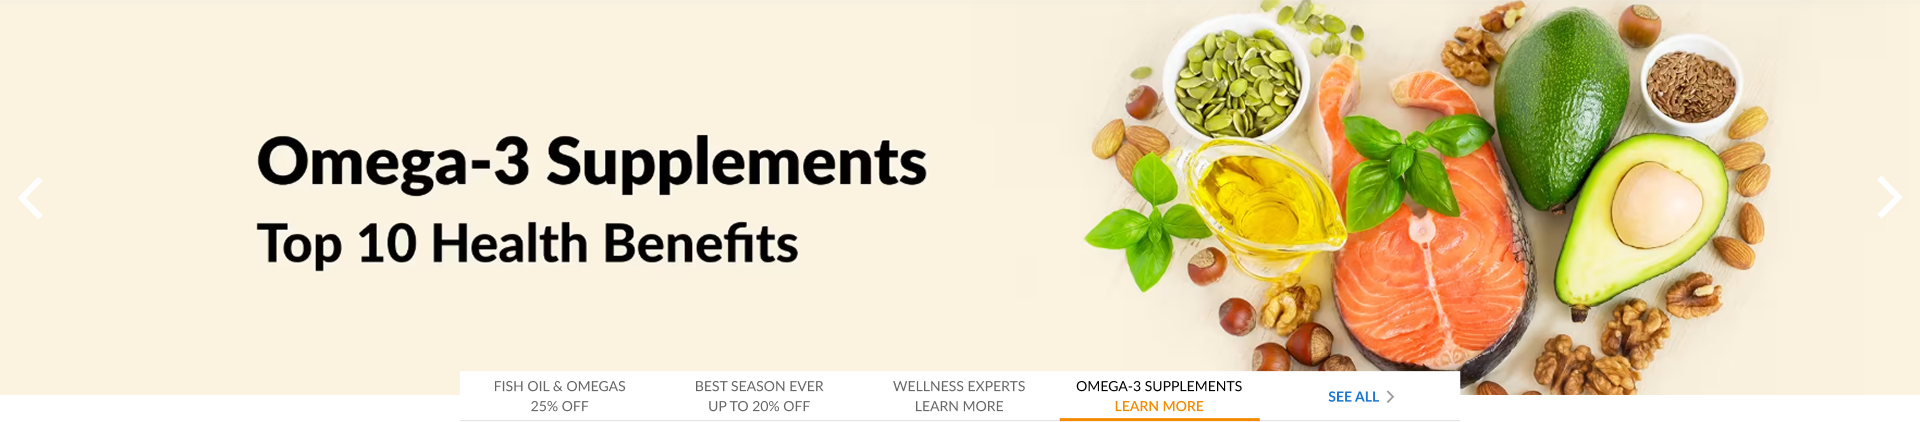 Omega-3 Supplements
Top 10 Health Benefits
FISH OIL & OMEGAS
25% OFF
BEST SEASON EVER
UP TO 20% OFF
WELLNESS EXPERTS
LEARN MORE
OMEGA-3 SUPPLEMENTS
LEARN MORE
SEE ALL